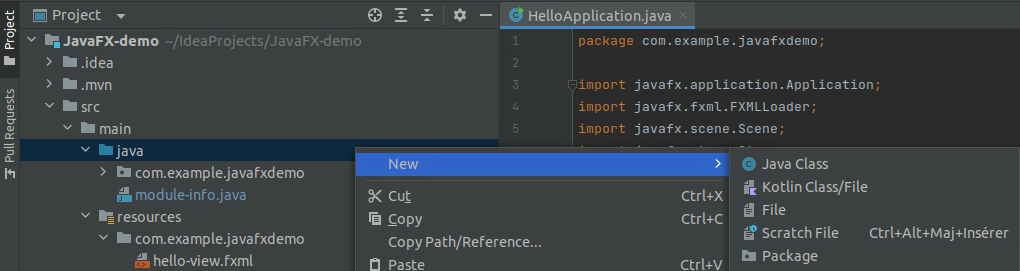 Project
Pull Requests
Project
JavaFX-demo ~/IdeaProjects/JavaFX-demo
.idea
.mvn
src
main
java
com.example.javafxdemo
module-info.java
resources
com.example.javafxdemo
hello-view.fxml
HelloApplication.java
1 package com.example.javafxdemo;
2
3 import javafx.application.Application;
4 import javafx.fxml.FXMLLoader;
5 import javafx.scene.Scene;
New
Cut Ctrl+X
Copy Ctrl+C
Copy Path/Reference...
Paste Ctrl+V
Java Class
Kotlin Class/File
File
Scratch File Ctrl+Alt+Maj+Insérer
Package